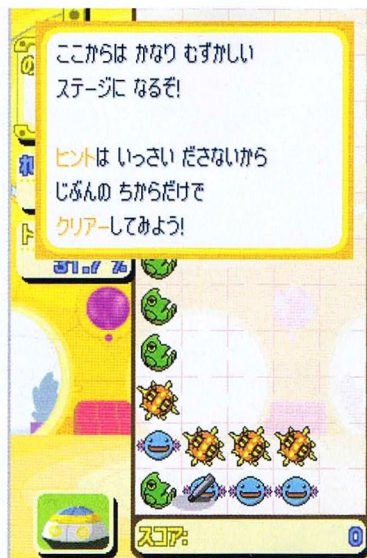 ここからは かなり むずかしい
ステージに なるぞ!
ヒントは いっさい ださないから
じぶんの ちからだけで
クリアーしてみよう!
31.7%
スコア: 0